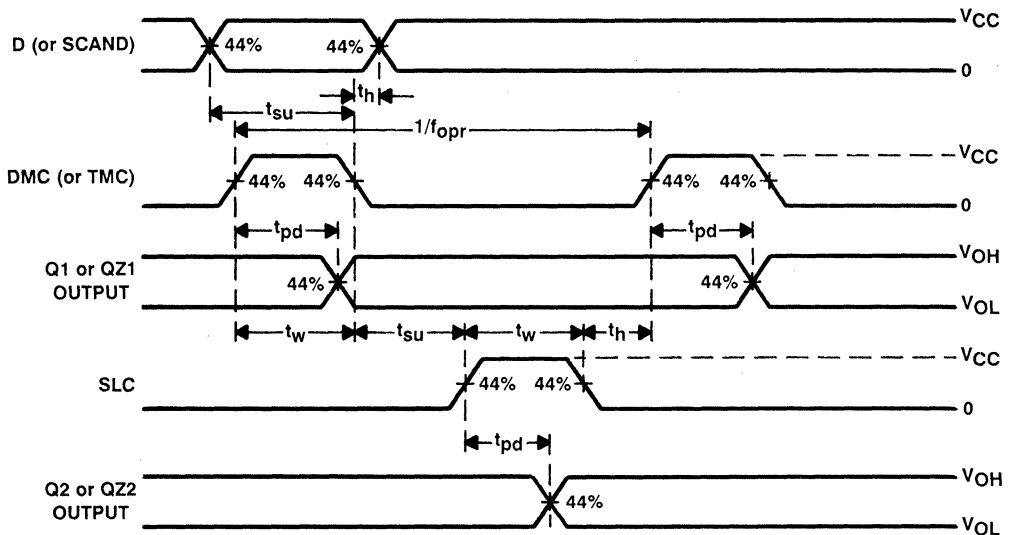 VCC
D (or SCAND) 44% 44%
0
th
tsu
1/fopr
VCC
DMC (or TMC) 44% 44% 44% 44%
0
tpd tpd
VOH
Q1 or QZ1
OUTPUT
44% 44%
VOL
tw tsu tw th
VCC
SLC 44% 44%
0
tpd
VOH
Q2 or QZ2
OUTPUT
44%
VOL